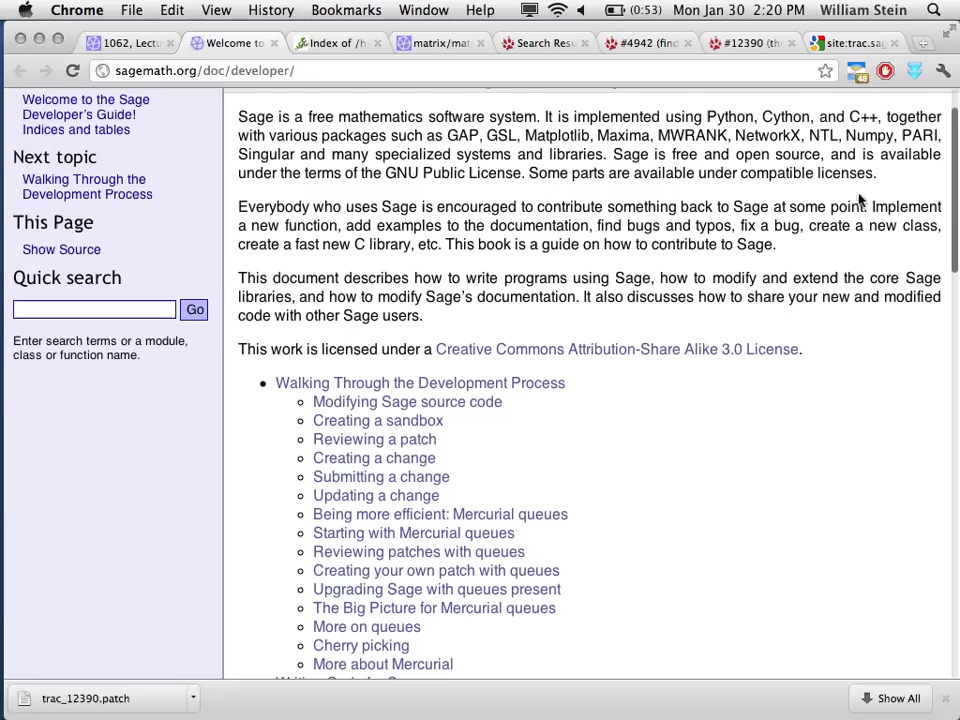 Chrome File Edit View History Bookmarks Window Help (0:53) Mon Jan 30 2:20 PM William Stein
1062, Lectu Welcome to Index of /h matrix/mat Search Resu #4942 (find #12390 (the site:trac.sag
sagemath.org/doc/developer/ 48
Welcome to the Sage
Developer's Guide!
Indices and tables
Next topic
Walking Through the
Development Process
This Page
Show Source
Quick search
Go
Enter search terms or a module,
class or function name.
Sage is a free mathematics software system. It is implemented using Python, Cython, and C++, together
with various packages such as GAP, GSL, Matplotlib, Maxima, MWRANK, NetworkX, NTL, Numpy, PARI,
Singular and many specialized systems and libraries. Sage is free and open source, and is available
under the terms of the GNU Public License. Some parts are available under compatible licenses.
Everybody who uses Sage is encouraged to contribute something back to Sage at some point. Implement
a new function, add examples to the documentation, find bugs and typos, fix a bug, create a new class,
create a fast new C library, etc. This book is a guide on how to contribute to Sage.
This document describes how to write programs using Sage, how to modify and extend the core Sage
libraries, and how to modify Sage's documentation. It also discusses how to share your new and modified
code with other Sage users.
This work is licensed under a Creative Commons Attribution-Share Alike 3.0 License.
Walking Through the Development Process
Modifying Sage source code
Creating a sandbox
Reviewing a patch
Creating a change
Submitting a change
Updating a change
Being more efficient: Mercurial queues
Starting with Mercurial queues
Reviewing patches with queues
Creating your own patch with queues
Upgrading Sage with queues present
The Big Picture for Mercurial queues
More on queues
Cherry picking
More about Mercurial
trac_12390.patch
Show All